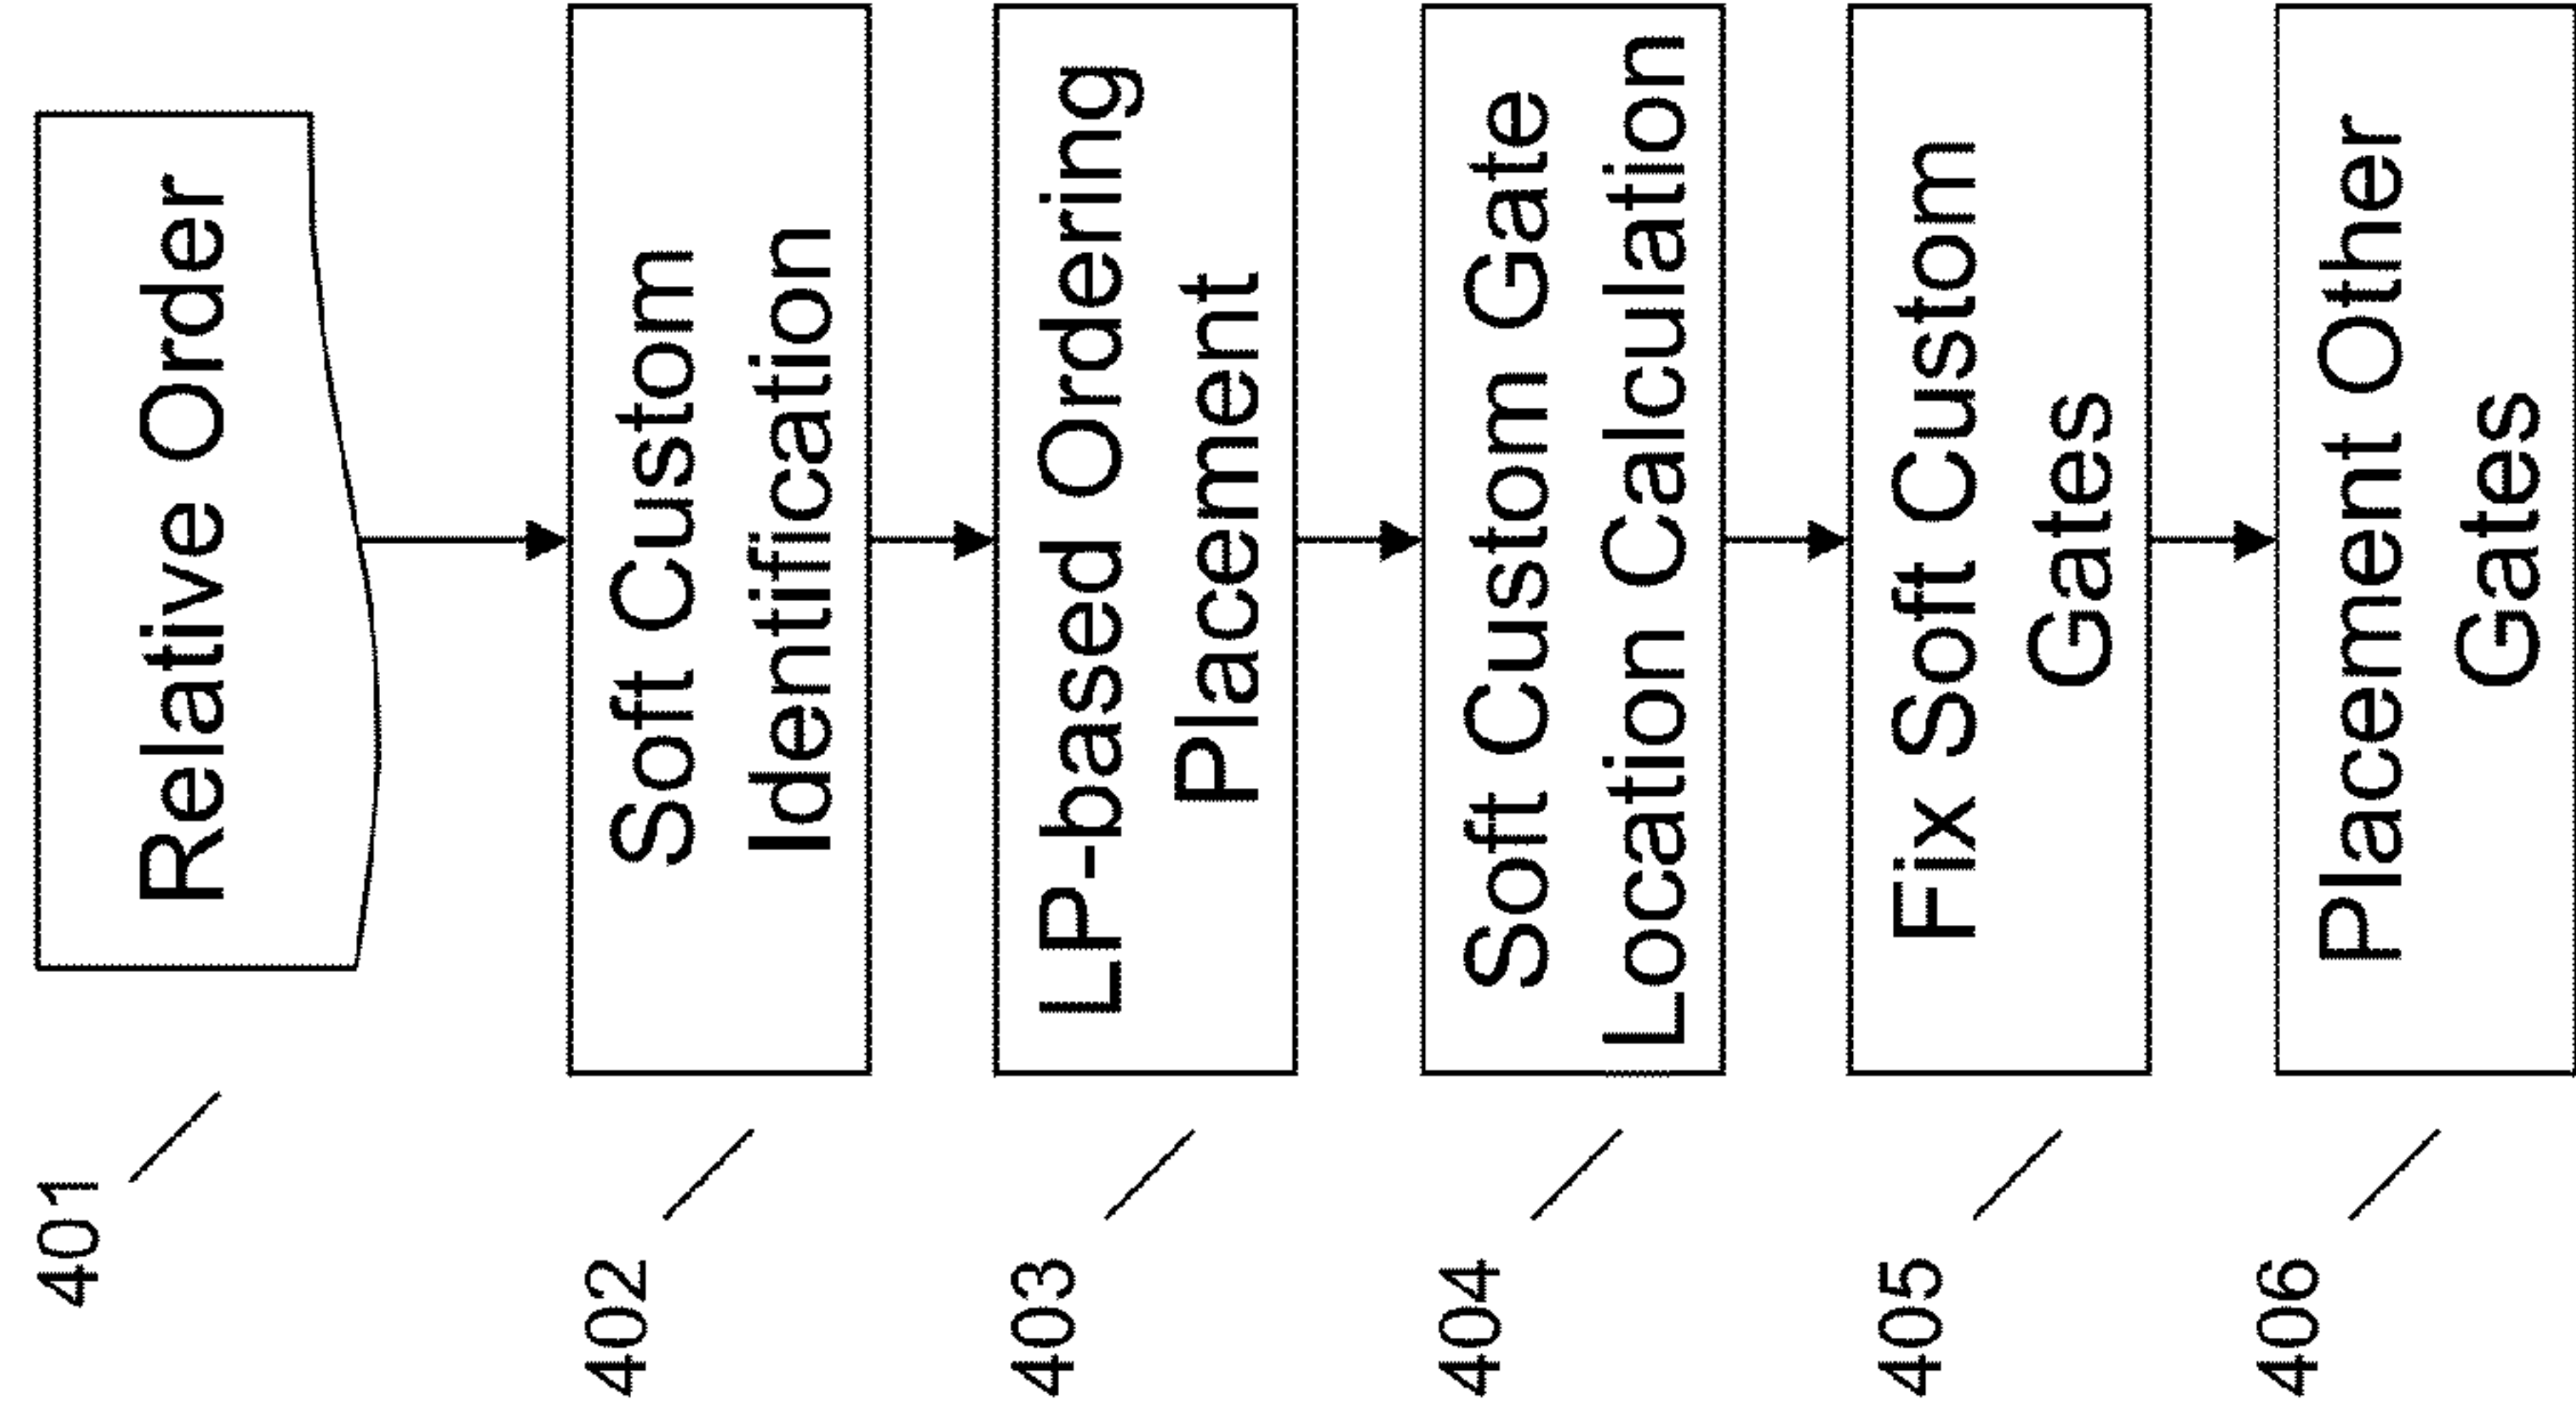 401
Relative Order
402
Soft Custom
Identification
403
LP-based Ordering
Placement
404
Soft Custom Gate
Location Calculation
405
Fix Soft Custom
Gates
406
Placement Other
Gates